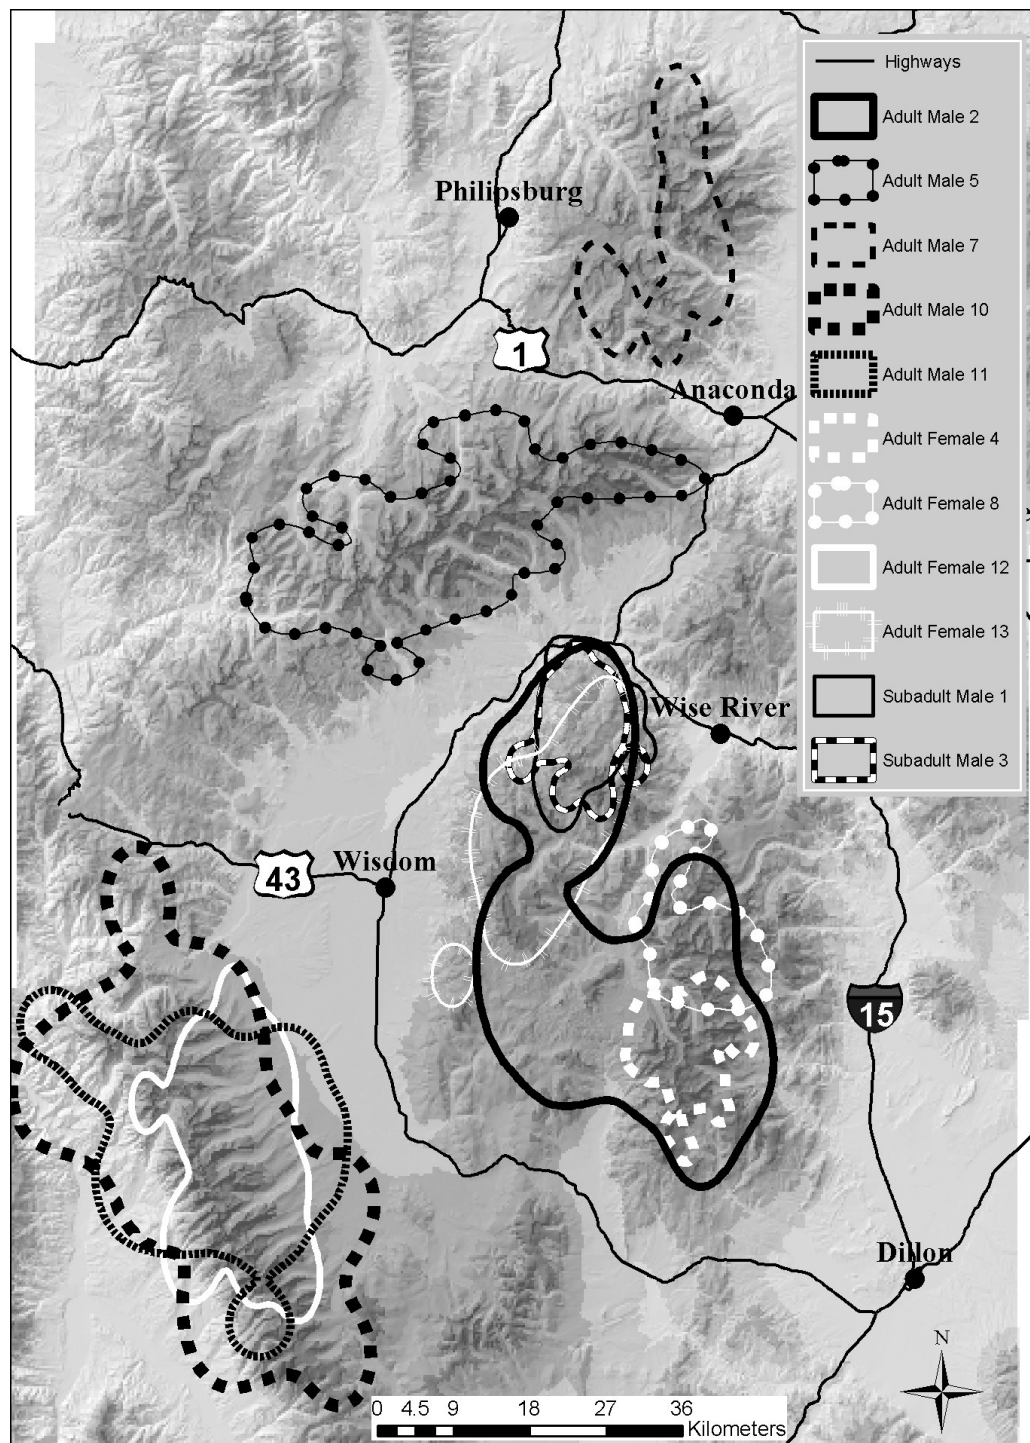 Highways
Adult Male 2
Adult Male 5
Adult Male 7
Adult Male 10
Adult Male 11
Adult Female 4
Adult Female 8
Adult Female 12
Adult Female 13
Subadult Male 1
Subadult Male 3
Philipsburg
1
Anaconda
Wise River
Wisdom
43
15
Dillon
N
0 4.5 9 18 27 36
Kilometers